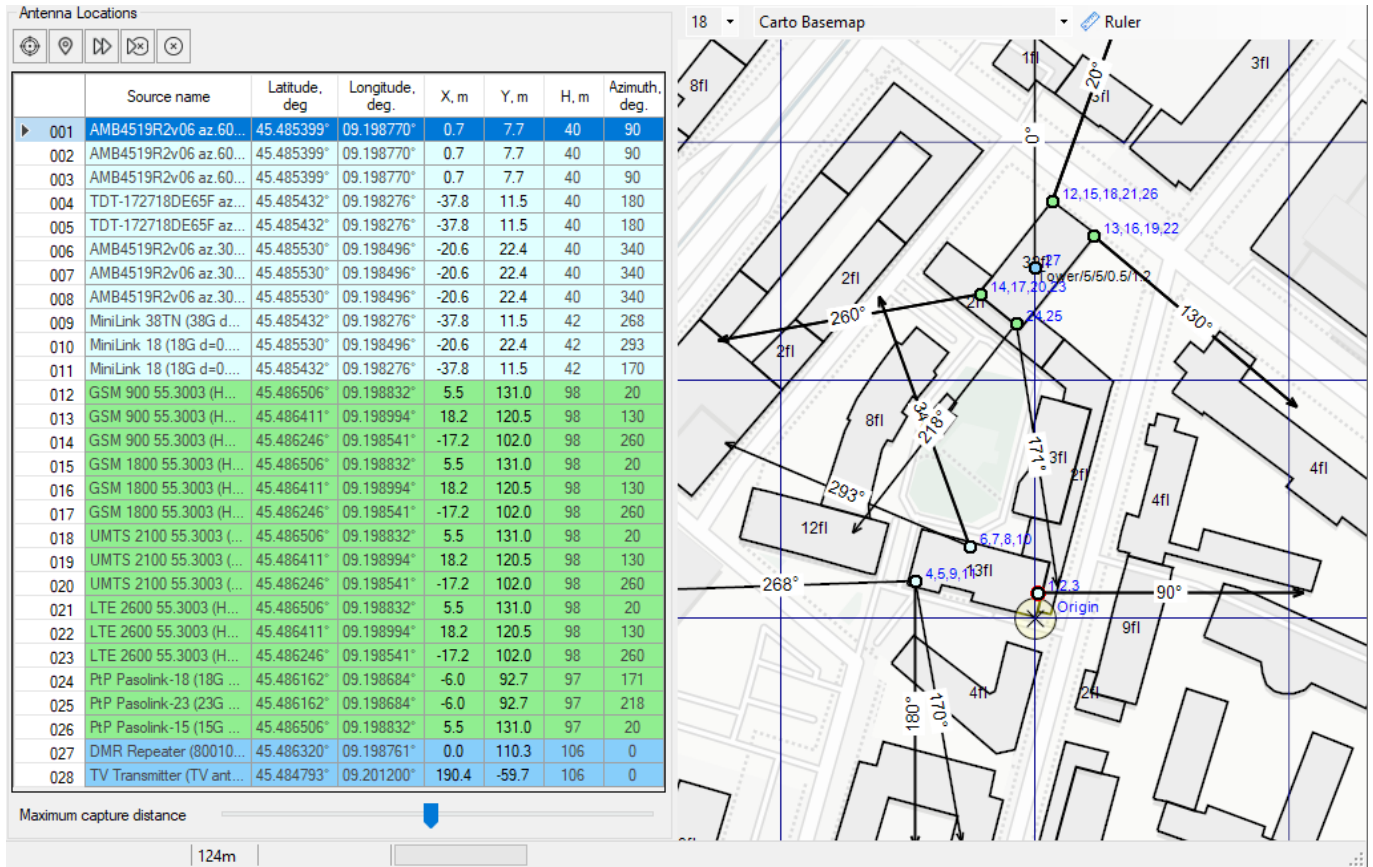 Antenna Locations
Source name Latitude, deg Longitude, deg. X, m Y, m H, m Azimuth, deg.
001 AMB4519R2v06 az.60... 45.485399° 09.198770° 0.7 7.7 40 90
002 AMB4519R2v06 az.60... 45.485399° 09.198770° 0.7 7.7 40 90
003 AMB4519R2v06 az.60... 45.485399° 09.198770° 0.7 7.7 40 90
004 TDT-172718DE65F az... 45.485432° 09.198276° -37.8 11.5 40 180
005 TDT-172718DE65F az... 45.485432° 09.198276° -37.8 11.5 40 180
006 AMB4519R2v06 az.30... 45.485530° 09.198496° -20.6 22.4 40 340
007 AMB4519R2v06 az.30... 45.485530° 09.198496° -20.6 22.4 40 340
008 AMB4519R2v06 az.30... 45.485530° 09.198496° -20.6 22.4 40 340
009 MiniLink 38TN (38G d... 45.485432° 09.198276° -37.8 11.5 42 268
010 MiniLink 18 (18G d=0.... 45.485530° 09.198496° -20.6 22.4 42 293
011 MiniLink 18 (18G d=0.... 45.485432° 09.198276° -37.8 11.5 42 170
012 GSM 900 55.3003 (H... 45.486506° 09.198832° 5.5 131.0 98 20
013 GSM 900 55.3003 (H... 45.486411° 09.198994° 18.2 120.5 98 130
014 GSM 900 55.3003 (H... 45.486246° 09.198541° -17.2 102.0 98 260
015 GSM 1800 55.3003 (H... 45.486506° 09.198832° 5.5 131.0 98 20
016 GSM 1800 55.3003 (H... 45.486411° 09.198994° 18.2 120.5 98 130
017 GSM 1800 55.3003 (H... 45.486246° 09.198541° -17.2 102.0 98 260
018 UMTS 2100 55.3003 (... 45.486506° 09.198832° 5.5 131.0 98 20
019 UMTS 2100 55.3003 (... 45.486411° 09.198994° 18.2 120.5 98 130
020 UMTS 2100 55.3003 (... 45.486246° 09.198541° -17.2 102.0 98 260
021 LTE 2600 55.3003 (H... 45.486506° 09.198832° 5.5 131.0 98 20
022 LTE 2600 55.3003 (H... 45.486411° 09.198994° 18.2 120.5 98 130
023 LTE 2600 55.3003 (H... 45.486246° 09.198541° -17.2 102.0 98 260
024 PtP Pasolink-18 (18G ... 45.486162° 09.198684° -6.0 92.7 97 171
025 PtP Pasolink-23 (23G ... 45.486162° 09.198684° -6.0 92.7 97 218
026 PtP Pasolink-15 (15G ... 45.486506° 09.198832° 5.5 131.0 97 20
027 DMR Repeater (80010... 45.486320° 09.198761° 0.0 110.3 106 0
028 TV Transmitter (TV ant... 45.484793° 09.201200° 190.4 -59.7 106 0
Maximum capture distance
124m
18 Carto Basemap Ruler
1fl
3fl
8fl
20°
0°
12,15,18,21,26
13,16,19,22
27
Tower/5/5/0.5/1.2
2fl
14,17,20,23
2fl
260°
24,25
130°
2fl
8fl
218°
171°
3fl
2fl
4fl
293°
4fl
12fl
6,7,8,10
13fl
4,5,9,11
268°
1,2,3
90°
Origin
9fl
4fl
2fl
180°
170°